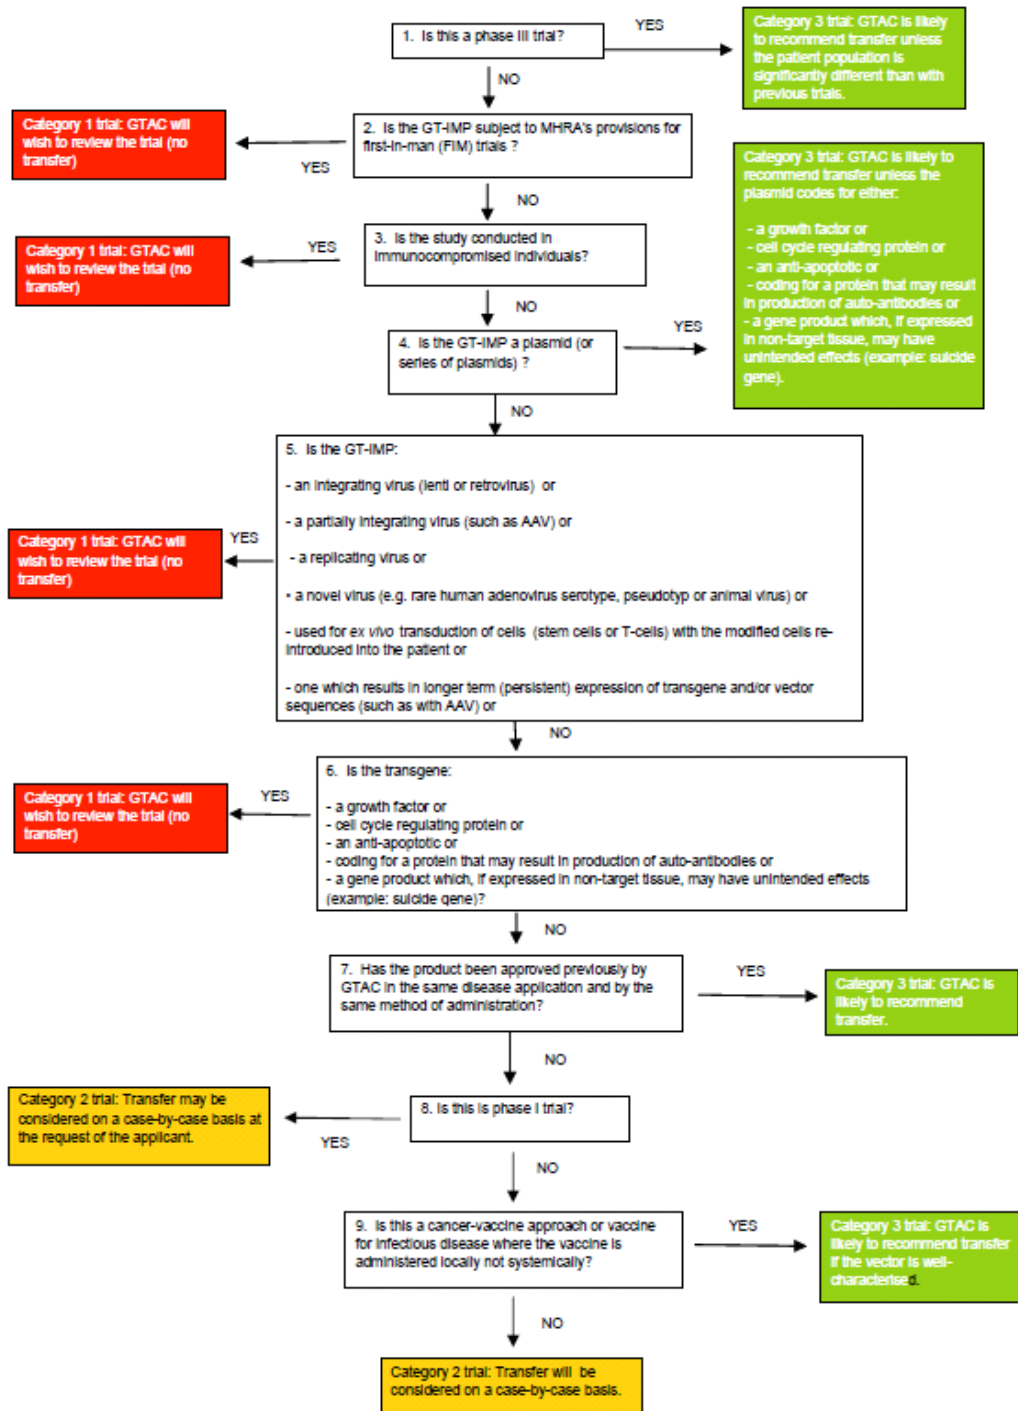 1. Is this a phase III trial?
YES
Category 3 trial: GTAC is likely
to recommend transfer unless
the patient population is
significantly different than with
previous trials.
NO
Category 1 trial: GTAC will
wish to review the trial (no
transfer)
YES
2. Is the GT-IMP subject to MHRA's provisions for
first-in-man (FIM) trials ?
NO
Category 3 trial: GTAC is likely to
recommend transfer unless the
plasmid codes for either:
- a growth factor or
- cell cycle regulating protein or
- an anti-apoptotic or
- coding for a protein that may result
in production of auto-antibodies or
- a gene product which, if expressed
in non-target tissue, may have
unintended effects (example: suicide
gene).
Category 1 trial: GTAC will
wish to review the trial (no
transfer)
YES
3. Is the study conducted in
immunocompromised individuals?
NO
4. Is the GT-IMP a plasmid (or
series of plasmids) ?
YES
NO
5. Is the GT-IMP:
- an integrating virus (lenti or retrovirus) or
- a partially integrating virus (such as AAV) or
- a replicating virus or
• a novel virus (e.g. rare human adenovirus serotype, pseudotyp or animal virus) or
- used for ex vivo transduction of cells (stem cells or T-cells) with the modified cells re-
introduced into the patient or
- one which results in longer term (persistent) expression of transgene and/or vector
sequences (such as with AAV) or
YES
Category 1 trial: GTAC will
wish to review the trial (no
transfer)
NO
6. Is the transgene:
- a growth factor or
- cell cycle regulating protein or
- an anti-apoptotic or
- coding for a protein that may result in production of auto-antibodies or
- a gene product which, if expressed in non-target tissue, may have unintended effects
(example: suicide gene)?
YES
Category 1 trial: GTAC will
wish to review the trial (no
transfer)
NO
7. Has the product been approved previously by
GTAC in the same disease application and by the
same method of administration?
YES
Category 3 trial: GTAC is
likely to recommend
transfer.
NO
Category 2 trial: Transfer may be
considered on a case-by-case basis at
the request of the applicant.
YES
8. Is this is phase I trial?
NO
9. Is this a cancer-vaccine approach or vaccine
for infectious disease where the vaccine is
administered locally not systemically?
YES
Category 3 trial: GTAC is
likely to recommend transfer
if the vector is well-
characterised.
NO
Category 2 trial: Transfer will be
considered on a case-by-case basis.